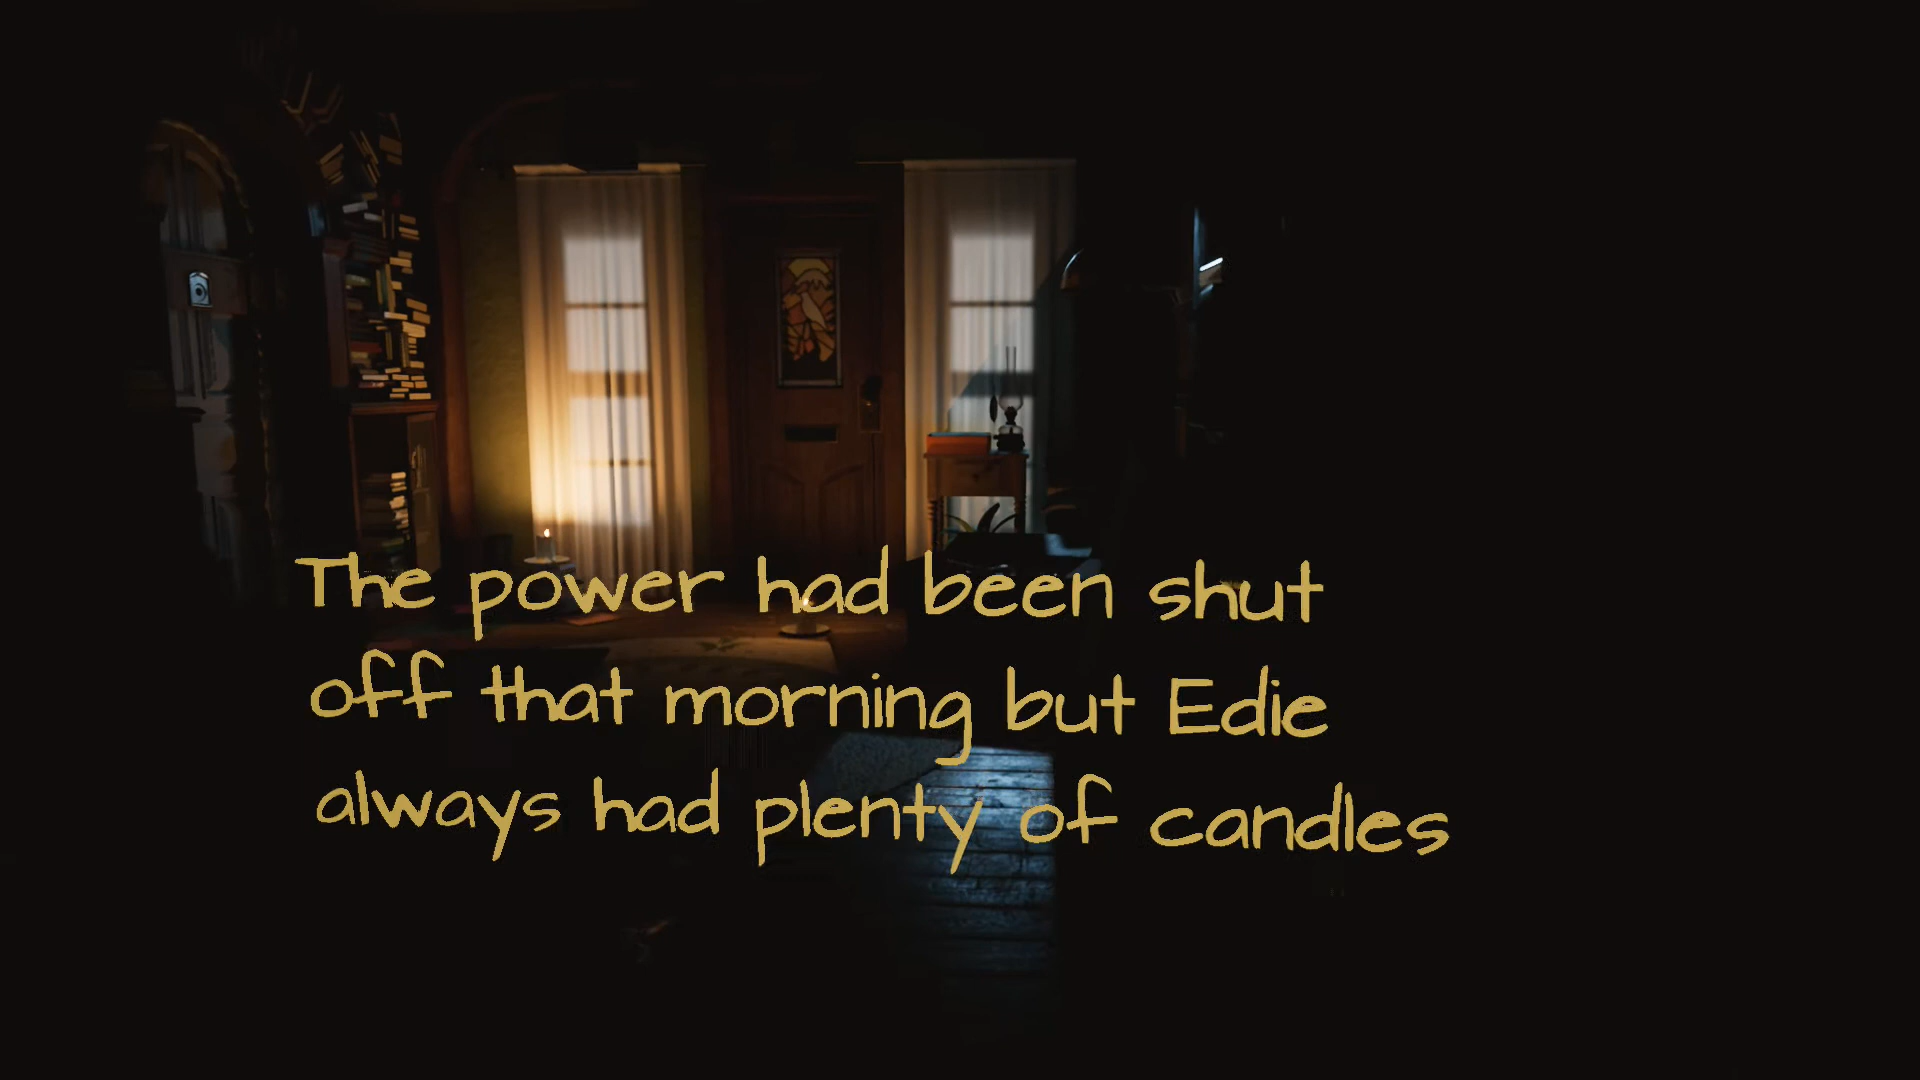 The power had been shut
off that morning but Edie
always had plenty of candles